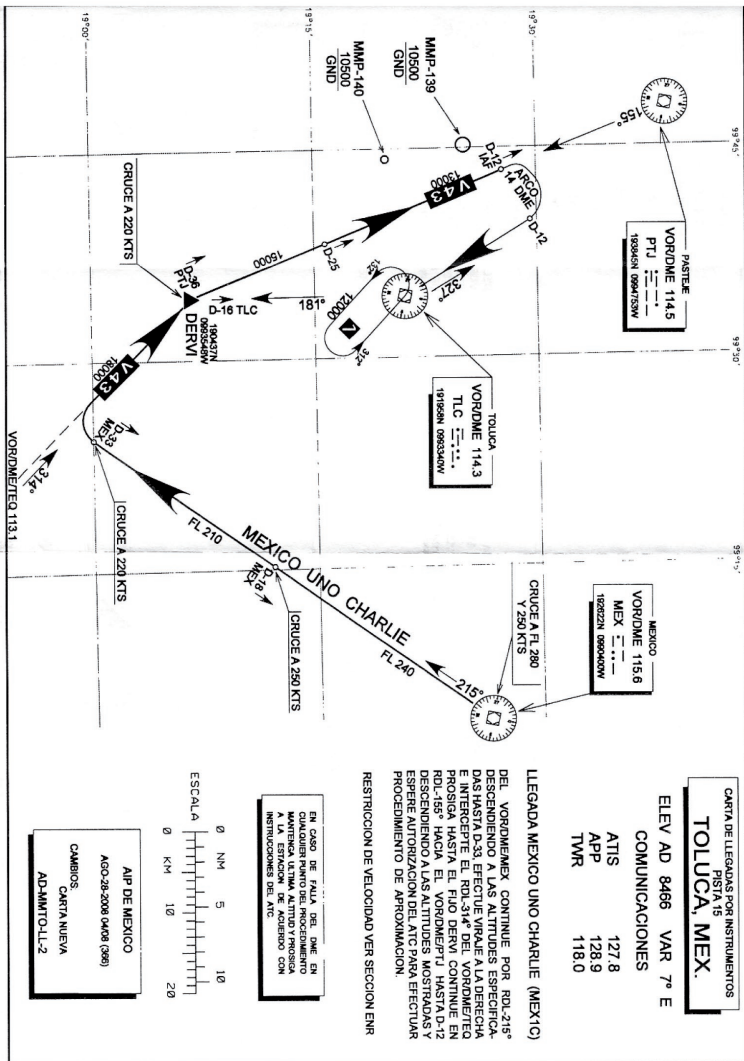 CARTA DE LLEGADAS POR INSTRUMENTOS
PISTA 15
TOLUCA, MEX.
ELEV AD 8466 VAR 7° E
COMUNICACIONES
ATIS 127.8
APP 128.9
TWR 118.0
LLEGADA MEXICO UNO CHARLIE (MEX1C)
DEL VOR/DME/MEX CONTINUE POR RDL-215°
DESCENDIENDO A LAS ALTITUDES ESPECIFICA-
DAS HASTA D-33, EFECTUE VIRAJE A LA DERECHA
E INTERCEPTE EL RDL-314° DEL VOR/DME/TEQ
PROSIGA HASTA EL FIJO DERVI CONTINUE EN
RDL-155° HACIA EL VOR/DME/PTJ HASTA D-12
DESCENDIENDO A LAS ALTITUDES MOSTRADAS Y
ESPERE AUTORIZACION DEL ATC PARA EFECTUAR
PROCEDIMIENTO DE APROXIMACION.
RESTRICCION DE VELOCIDAD VER SECCION ENR
EN CASO DE FALLA DEL DME EN
CUALQUIER PUNTO DEL PROCEDIMIENTO
MANTENGA ULTIMA ALTITUD Y PROSIGA
A LA ESTACION DE ACUERDO CON
INSTRUCCIONES DEL ATC.
ESCALA
0 NM 5 10
0 KM 10 20
AIP DE MEXICO
AGO-28-2008 04/08 (366)
CAMBIOS:
CARTA NUEVA
AD-MMTO-LL-2
99°45'
99°30'
99°15'
19°30'
19°15'
19°00'
PASTEJE
VOR/DME 114.5
PTJ
193845N 0994753W
155°
MMP-139
10500
GND
MMP-140
10500
GND
D-12
IAF
ARCO
14 DME
D-12
327°
13000
V 43
D-25
15000
132°
12000
312°
TOLUCA
VOR/DME 114.3
TLC
191958N 0993340W
181°
D-16 TLC
D-36
PTJ
DERVI
190437N
0993548W
CRUCE A 220 KTS
18000
V 43
D-33
MEX
CRUCE A 220 KTS
314°
VOR/DME/TEQ 113.1
MEXICO UNO CHARLIE
FL 210
D-18
MEX
CRUCE A 250 KTS
FL 240
215°
CRUCE A FL 280
Y 250 KTS
MEXICO
VOR/DME 115.6
MEX
192622N 0990400W